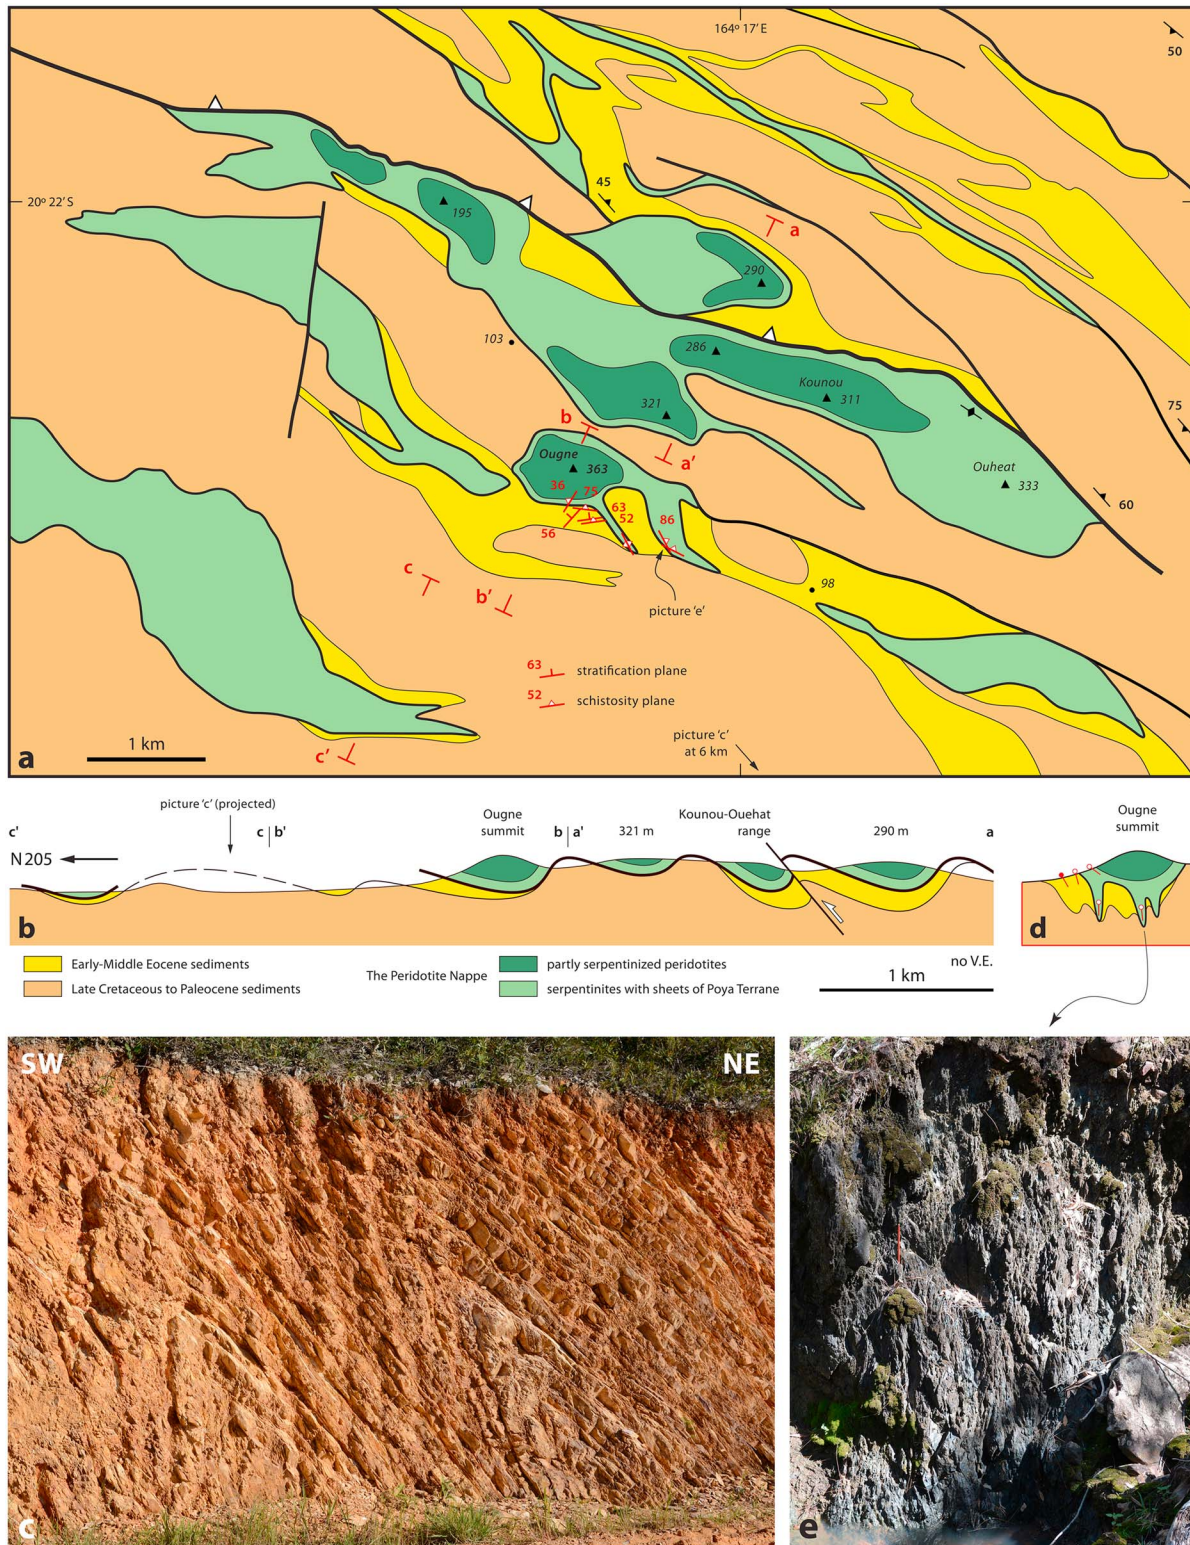 164º 17’ E
50
45
20º 22’ S
195
a
290
103
286
Kounou
311
321
75
b
a’
Ougne
363
Ouheat
333
36
75
63
52
86
60
56
c
b’
98
picture ‘e’
63
stratification plane
52
schistosity plane
picture ‘c’
at 6 km
1 km
a
c’
picture ‘c’ (projected)
Ougne
summit
Kounou-Ouehat
range
Ougne
summit
c'
c
b'
b
a'
321 m
290 m
a
N 205
b
d
Early-Middle Eocene sediments
Late Cretaceous to Paleocene sediments
The Peridotite Nappe
partly serpentinized peridotites
serpentinites with sheets of Poya Terrane
no V.E.
1 km
SW
NE
c
e